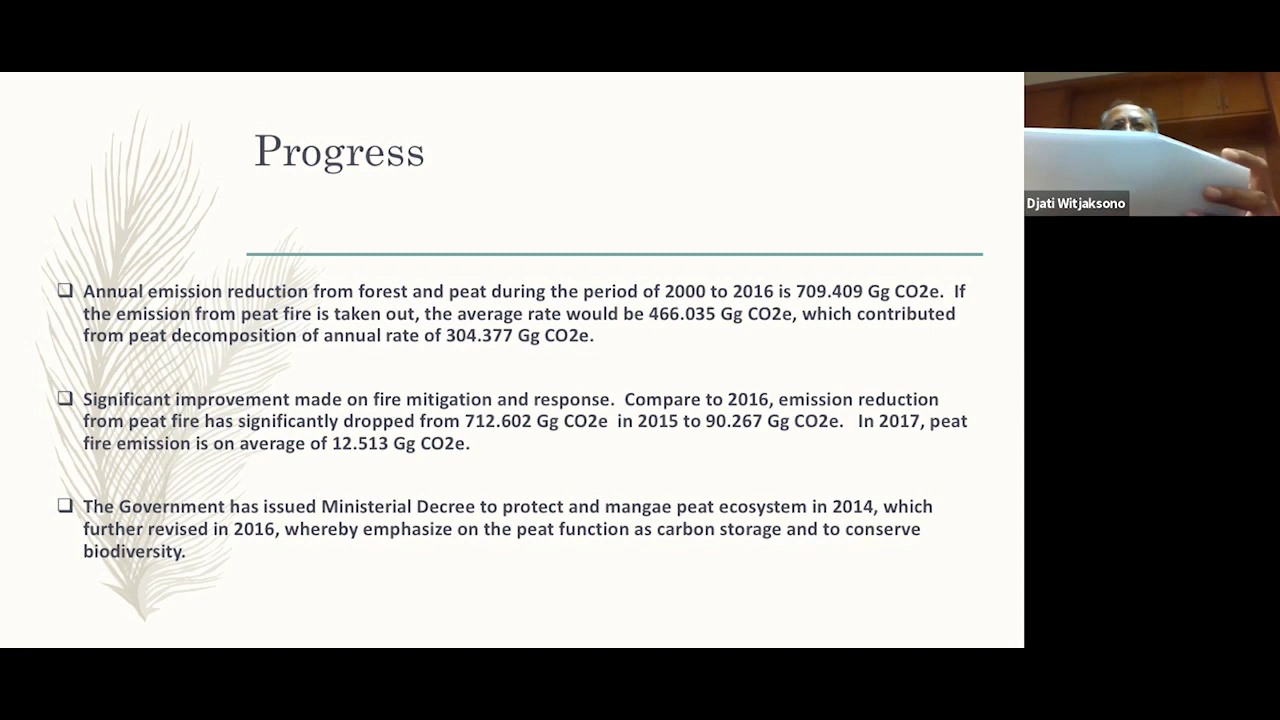 Progress
Annual emission reduction from forest and peat during the period of 2000 to 2016 is 709.409 Gg CO2e.  If
the emission from peat fire is taken out, the average rate would be 466.035 Gg CO2e, which contributed
from peat decomposition of annual rate of 304.377 Gg CO2e.
Significant improvement made on fire mitigation and response.  Compare to 2016, emission reduction
from peat fire has significantly dropped from 712.602 Gg CO2e  in 2015 to 90.267 Gg CO2e.   In 2017, peat
fire emission is on average of 12.513 Gg CO2e.
The Government has issued Ministerial Decree to protect and mangae peat ecosystem in 2014, which
further revised in 2016, whereby emphasize on the peat function as carbon storage and to conserve
biodiversity.
Djati Witjaksono